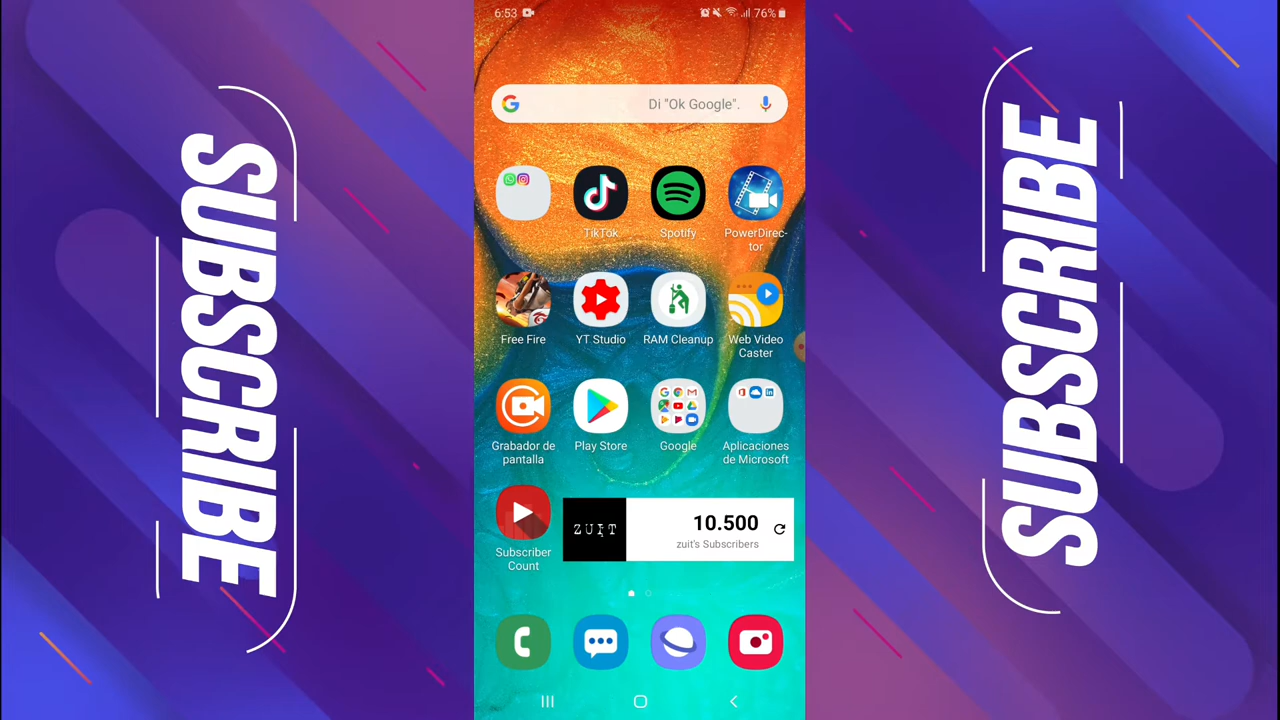 SUBSCRIBE
6:53
76%
Di "Ok Google".
TikTok
Spotify
PowerDirec-
tor
Free Fire
YT Studio
RAM Cleanup
Web Video
Caster
Grabador de
pantalla
Play Store
Google
Aplicaciones
de Microsoft
Subscriber
Count
ZUIT
10.500
zuit's Subscribers
SUBSCRIBE